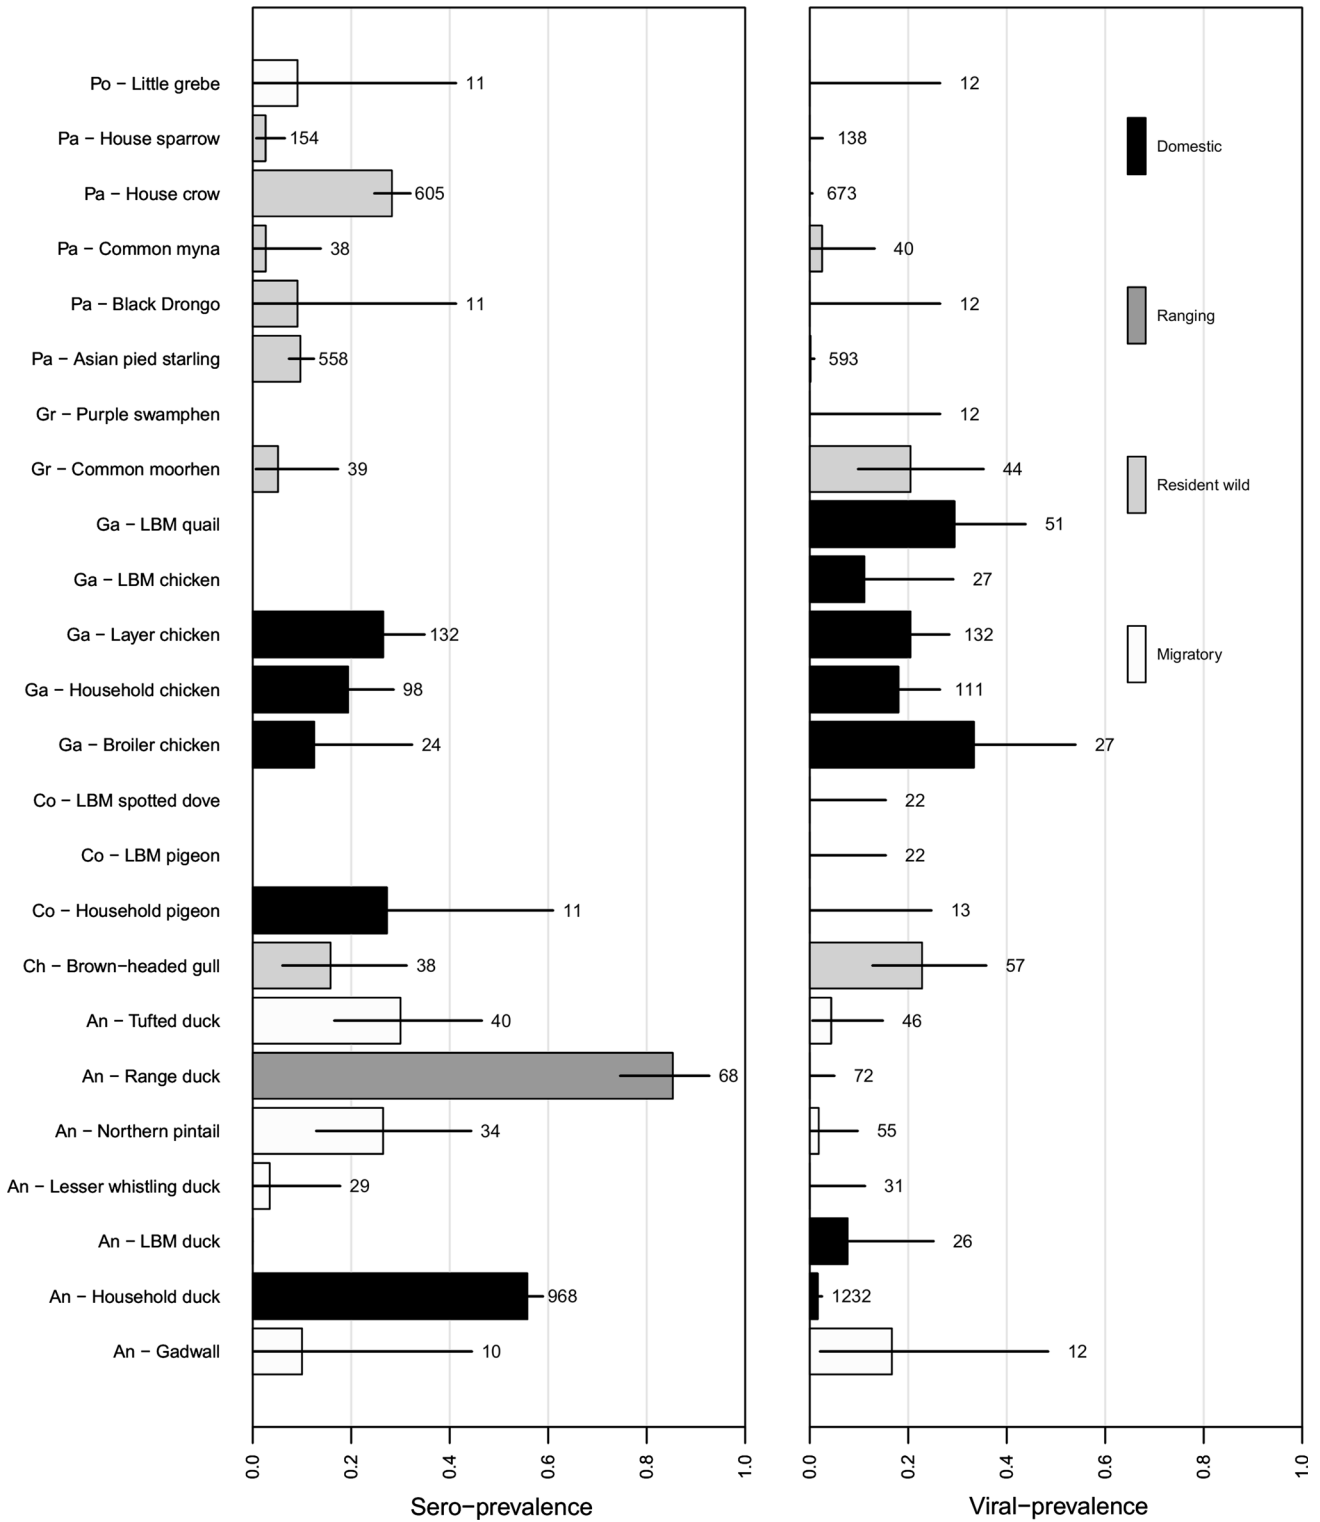 Po − Little grebe 11 12
Pa − House sparrow 154 138
Pa − House crow 605 673
Pa − Common myna 38 40
Pa − Black Drongo 11 12
Pa − Asian pied starling 558 593
Gr − Purple swamphen 12
Gr − Common moorhen 39 44
Ga − LBM quail 51
Ga − LBM chicken 27
Ga − Layer chicken 132 132
Ga − Household chicken 98 111
Ga − Broiler chicken 24 27
Co − LBM spotted dove 22
Co − LBM pigeon 22
Co − Household pigeon 11 13
Ch − Brown−headed gull 38 57
An − Tufted duck 40 46
An − Range duck 68 72
An − Northern pintail 34 55
An − Lesser whistling duck 29 31
An − LBM duck 26
An − Household duck 968 1232
An − Gadwall 10 12
Domestic
Ranging
Resident wild
Migratory
0.0 0.2 0.4 0.6 0.8 1.0
0.0 0.2 0.4 0.6 0.8 1.0
Sero−prevalence
Viral−prevalence